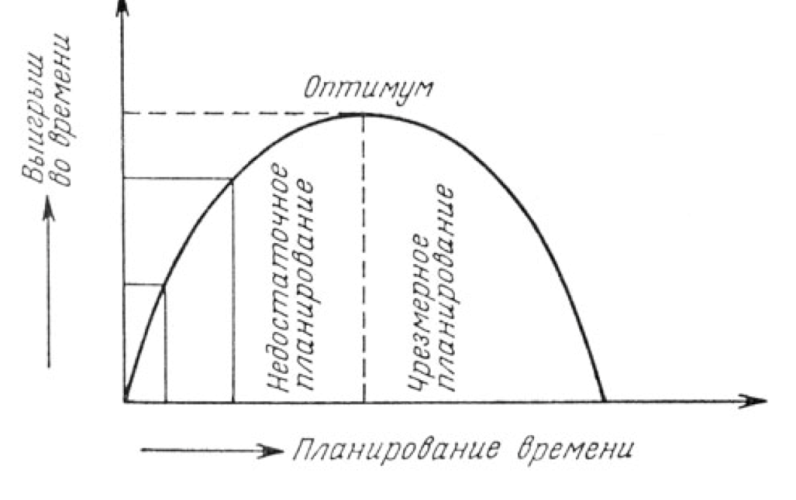 Выигрыш
во времени
Оптимум
Недостаточное
планирование
Чрезмерное
планирование
Планирование времени